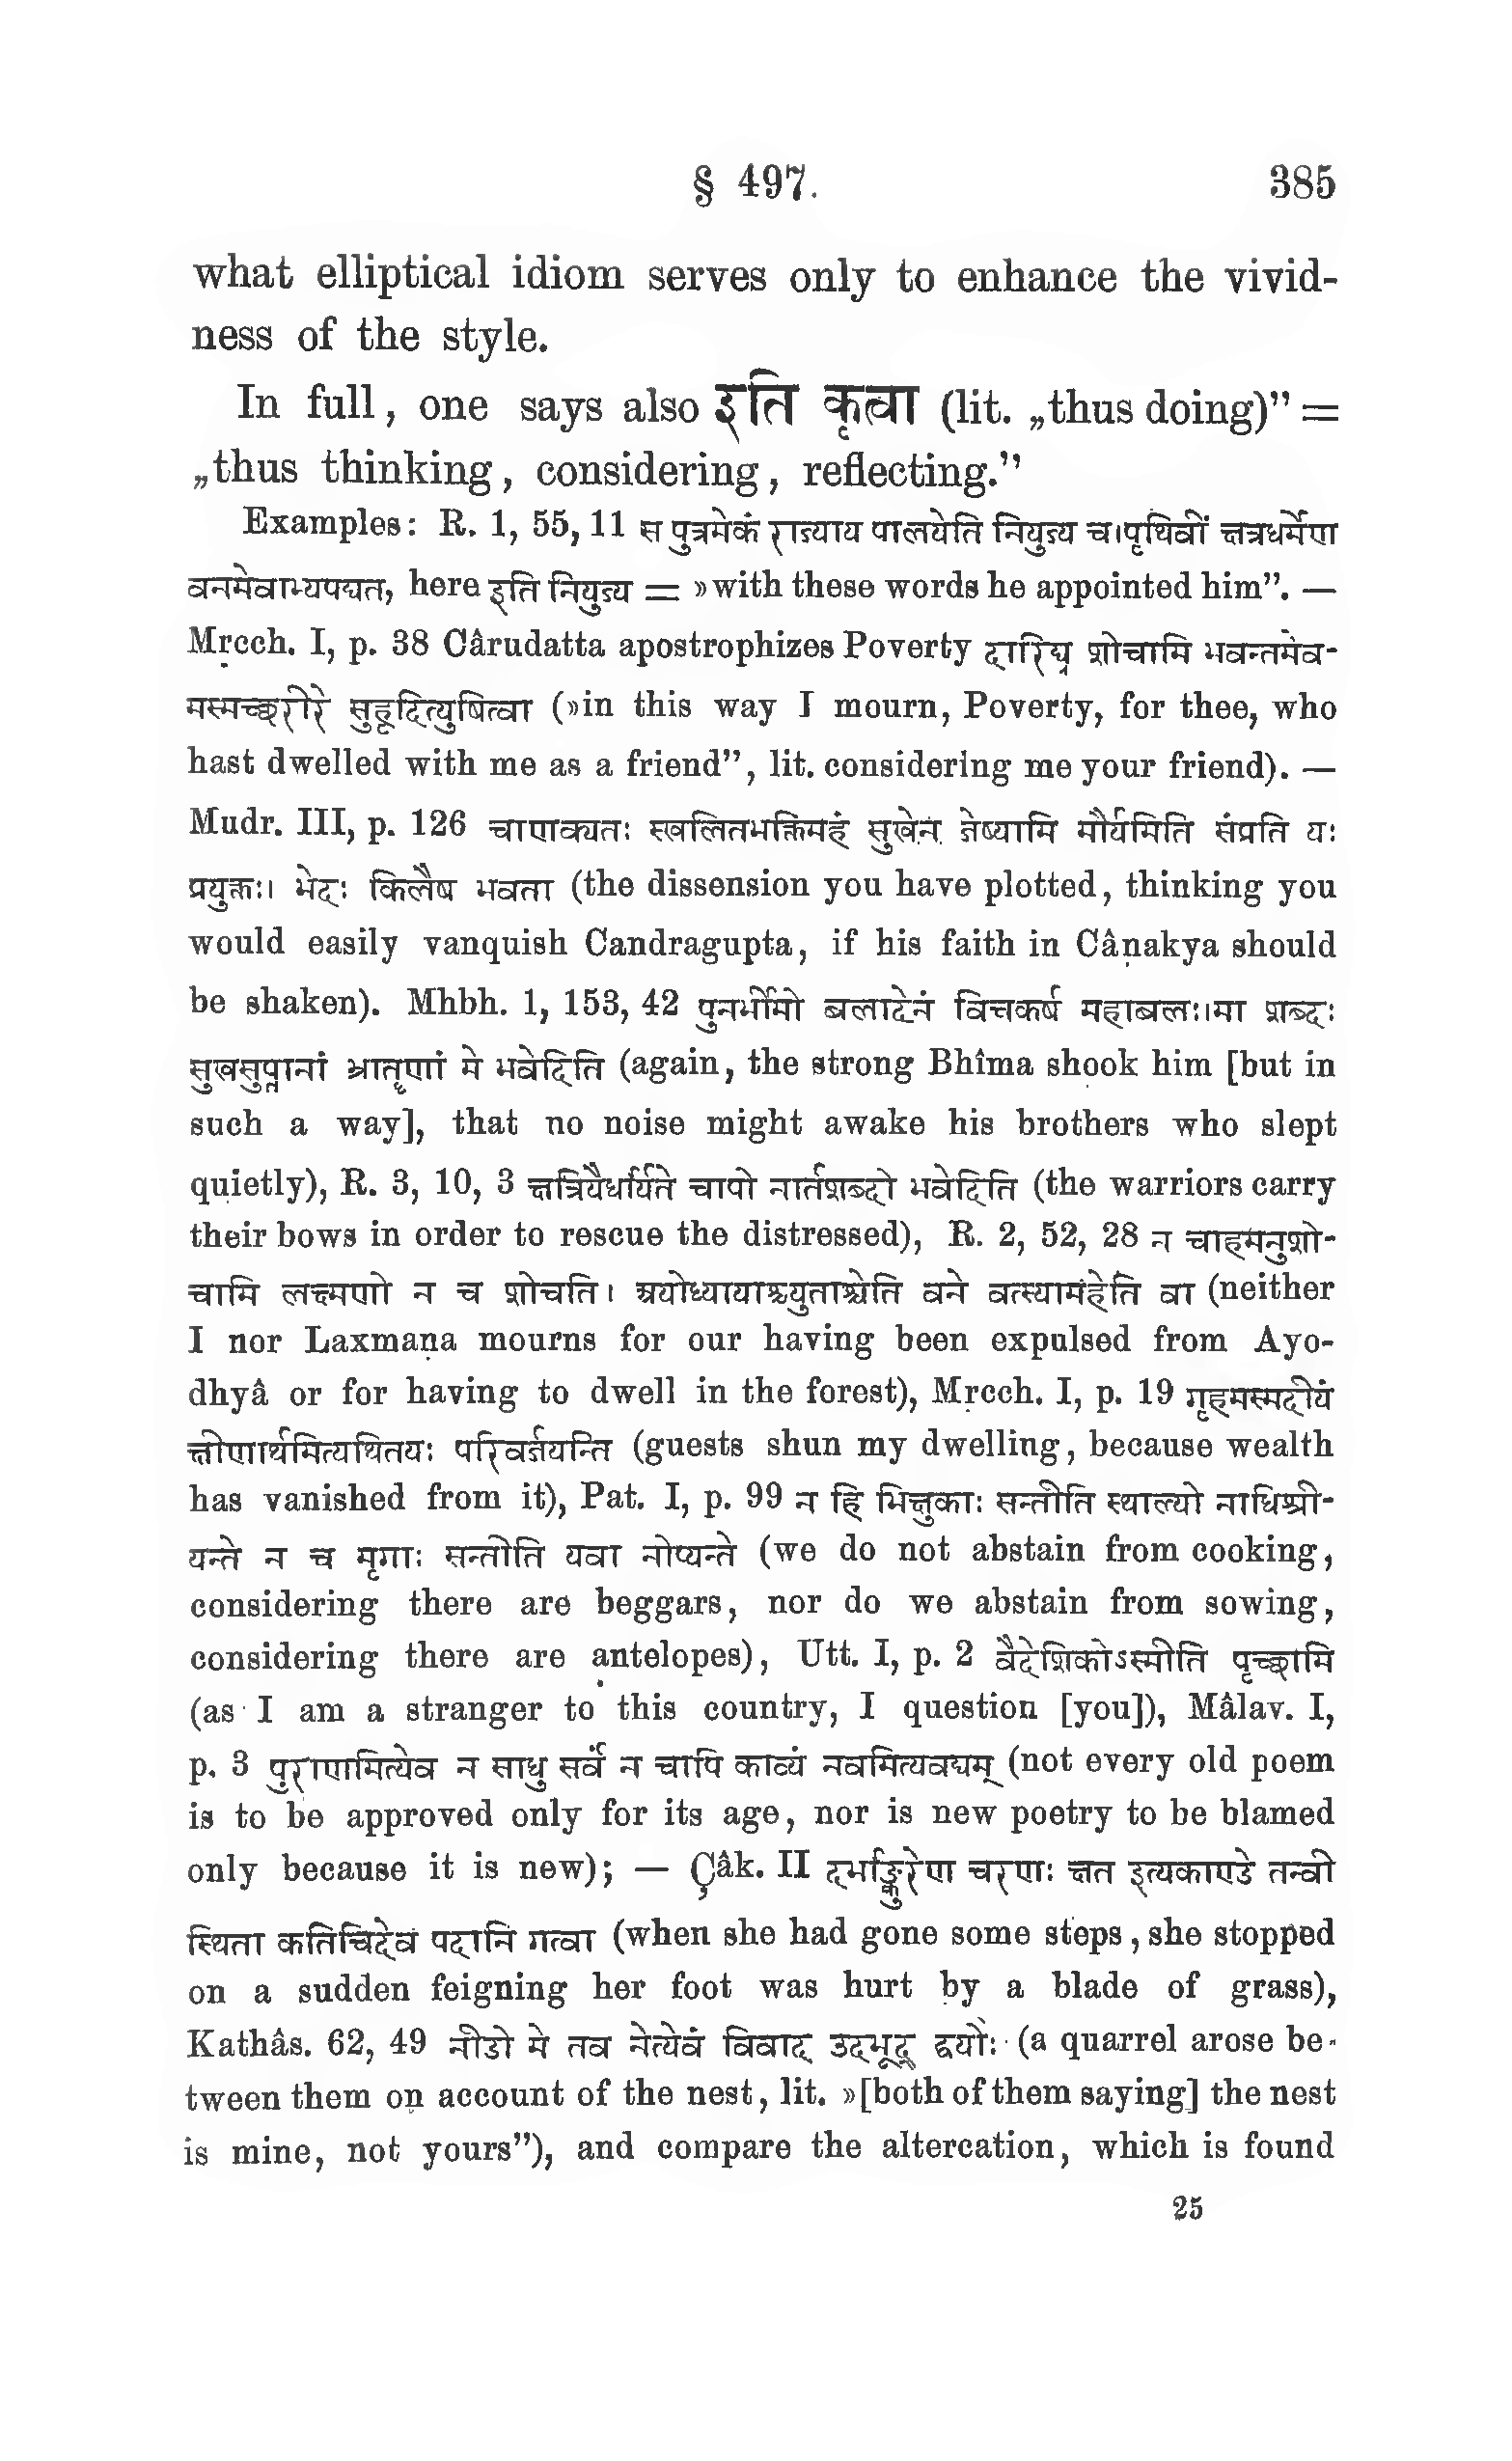 § 497. 385
what elliptical idiom serves only to enhance the vivid-
ness of the style.
In full, one says also इति कृत्वा (lit. „thus doing)” =
„thus thinking, considering, reflecting.”
Examples: R. 1, 55, 11 स पुत्रमेकं राज्याय पालयेति नियुज्य च।पृथिवीं क्षत्रधर्मेण
वनमेवाभ्यपद्यत, here इति नियुज्य = »with these words he appointed him”. —
Mṛcch. I, p. 38 Cârudatta apostrophizes Poverty दारिद्र्य शोचामि भवन्तमेव-
मस्मच्छरीरे सुहृदित्युषित्वा (»in this way I mourn, Poverty, for thee, who
hast dwelled with me as a friend”, lit. considering me your friend). —
Mudr. III, p. 126 चाणक्यतः स्खलितभक्तिमहं सुखेन जेष्यामि मौर्यमिति संप्रति यः
प्रयुक्तः। भेदः किलैष भवता (the dissension you have plotted, thinking you
would easily vanquish Candragupta, if his faith in Câṇakya should
be shaken). Mhbh. 1, 153, 42 पुनर्भीमो बलादेनं विचकर्ष महाबलः।मा शब्दः
सुखसुप्तानां भ्रातॄणां मे भवेदिति (again, the strong Bhîma shook him [but in
such a way], that no noise might awake his brothers who slept
quietly), R. 3, 10, 3 क्षत्रियैर्धार्यते चापो नार्तशब्दो भवेदिति (the warriors carry
their bows in order to rescue the distressed), R. 2, 52, 28 न चाहमनुशो-
चामि लक्ष्मणो न च शोचति। अयोध्यायाश्च्युताश्चेति वने वत्स्यामहेति वा (neither
I nor Laxmaṇa mourns for our having been expulsed from Ayo-
dhyâ or for having to dwell in the forest), Mṛcch. I, p. 19 गृहमस्मदीयं
क्षीणार्थमित्यथितयः परिवर्जयन्ति (guests shun my dwelling, because wealth
has vanished from it), Pat. I, p. 99 न हि भिक्षुकाः सन्तीति स्थाल्यो नाधिश्री-
यन्ते न च मृगाः सन्तीति यवा नोप्यन्ते (we do not abstain from cooking,
considering there are beggars, nor do we abstain from sowing,
considering there are antelopes), Utt. I, p. 2 वैदेशिकोऽस्मीति पृच्छामि
(as I am a stranger to this country, I question [you]), Mâlav. I,
p. 3 पुराणमित्येव न साधु सर्वं न चापि काव्यं नवमित्यवद्यम् (not every old poem
is to be approved only for its age, nor is new poetry to be blamed
only because it is new); — Çâk. II दर्भाङ्कुरेण चरणः क्षत इत्यकाण्डे तन्वी
स्थिता कतिचिदेव पदानि गत्वा (when she had gone some steps, she stopped
on a sudden feigning her foot was hurt by a blade of grass),
Kathâs. 62, 49 नीडो मे तव नेत्येवं विवाद उदभूद् द्वयोः (a quarrel arose be-
tween them on account of the nest, lit. »[both of them saying] the nest
is mine, not yours”), and compare the altercation, which is found
25